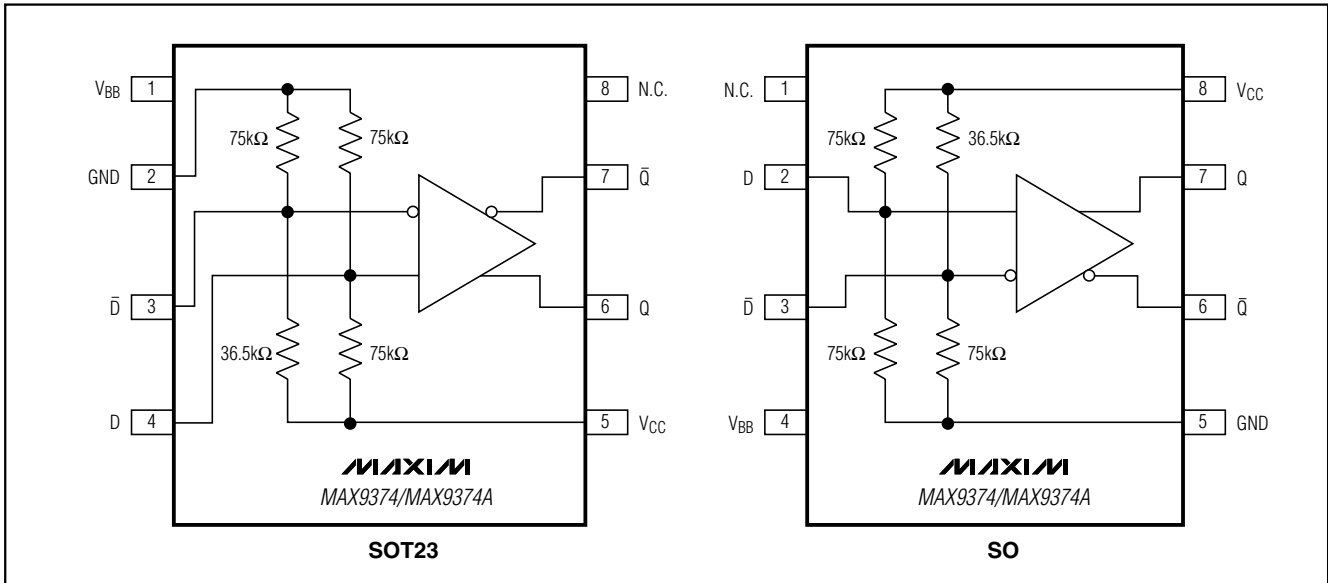 VBB 1
8 N.C.
75kΩ
75kΩ
GND 2
7 Q̄
D̄ 3
6 Q
36.5kΩ
75kΩ
D 4
5 VCC
MAXIM
MAX9374/MAX9374A
SOT23
N.C. 1
8 VCC
75kΩ
36.5kΩ
D 2
7 Q
D̄ 3
6 Q̄
75kΩ
75kΩ
VBB 4
5 GND
MAXIM
MAX9374/MAX9374A
SO